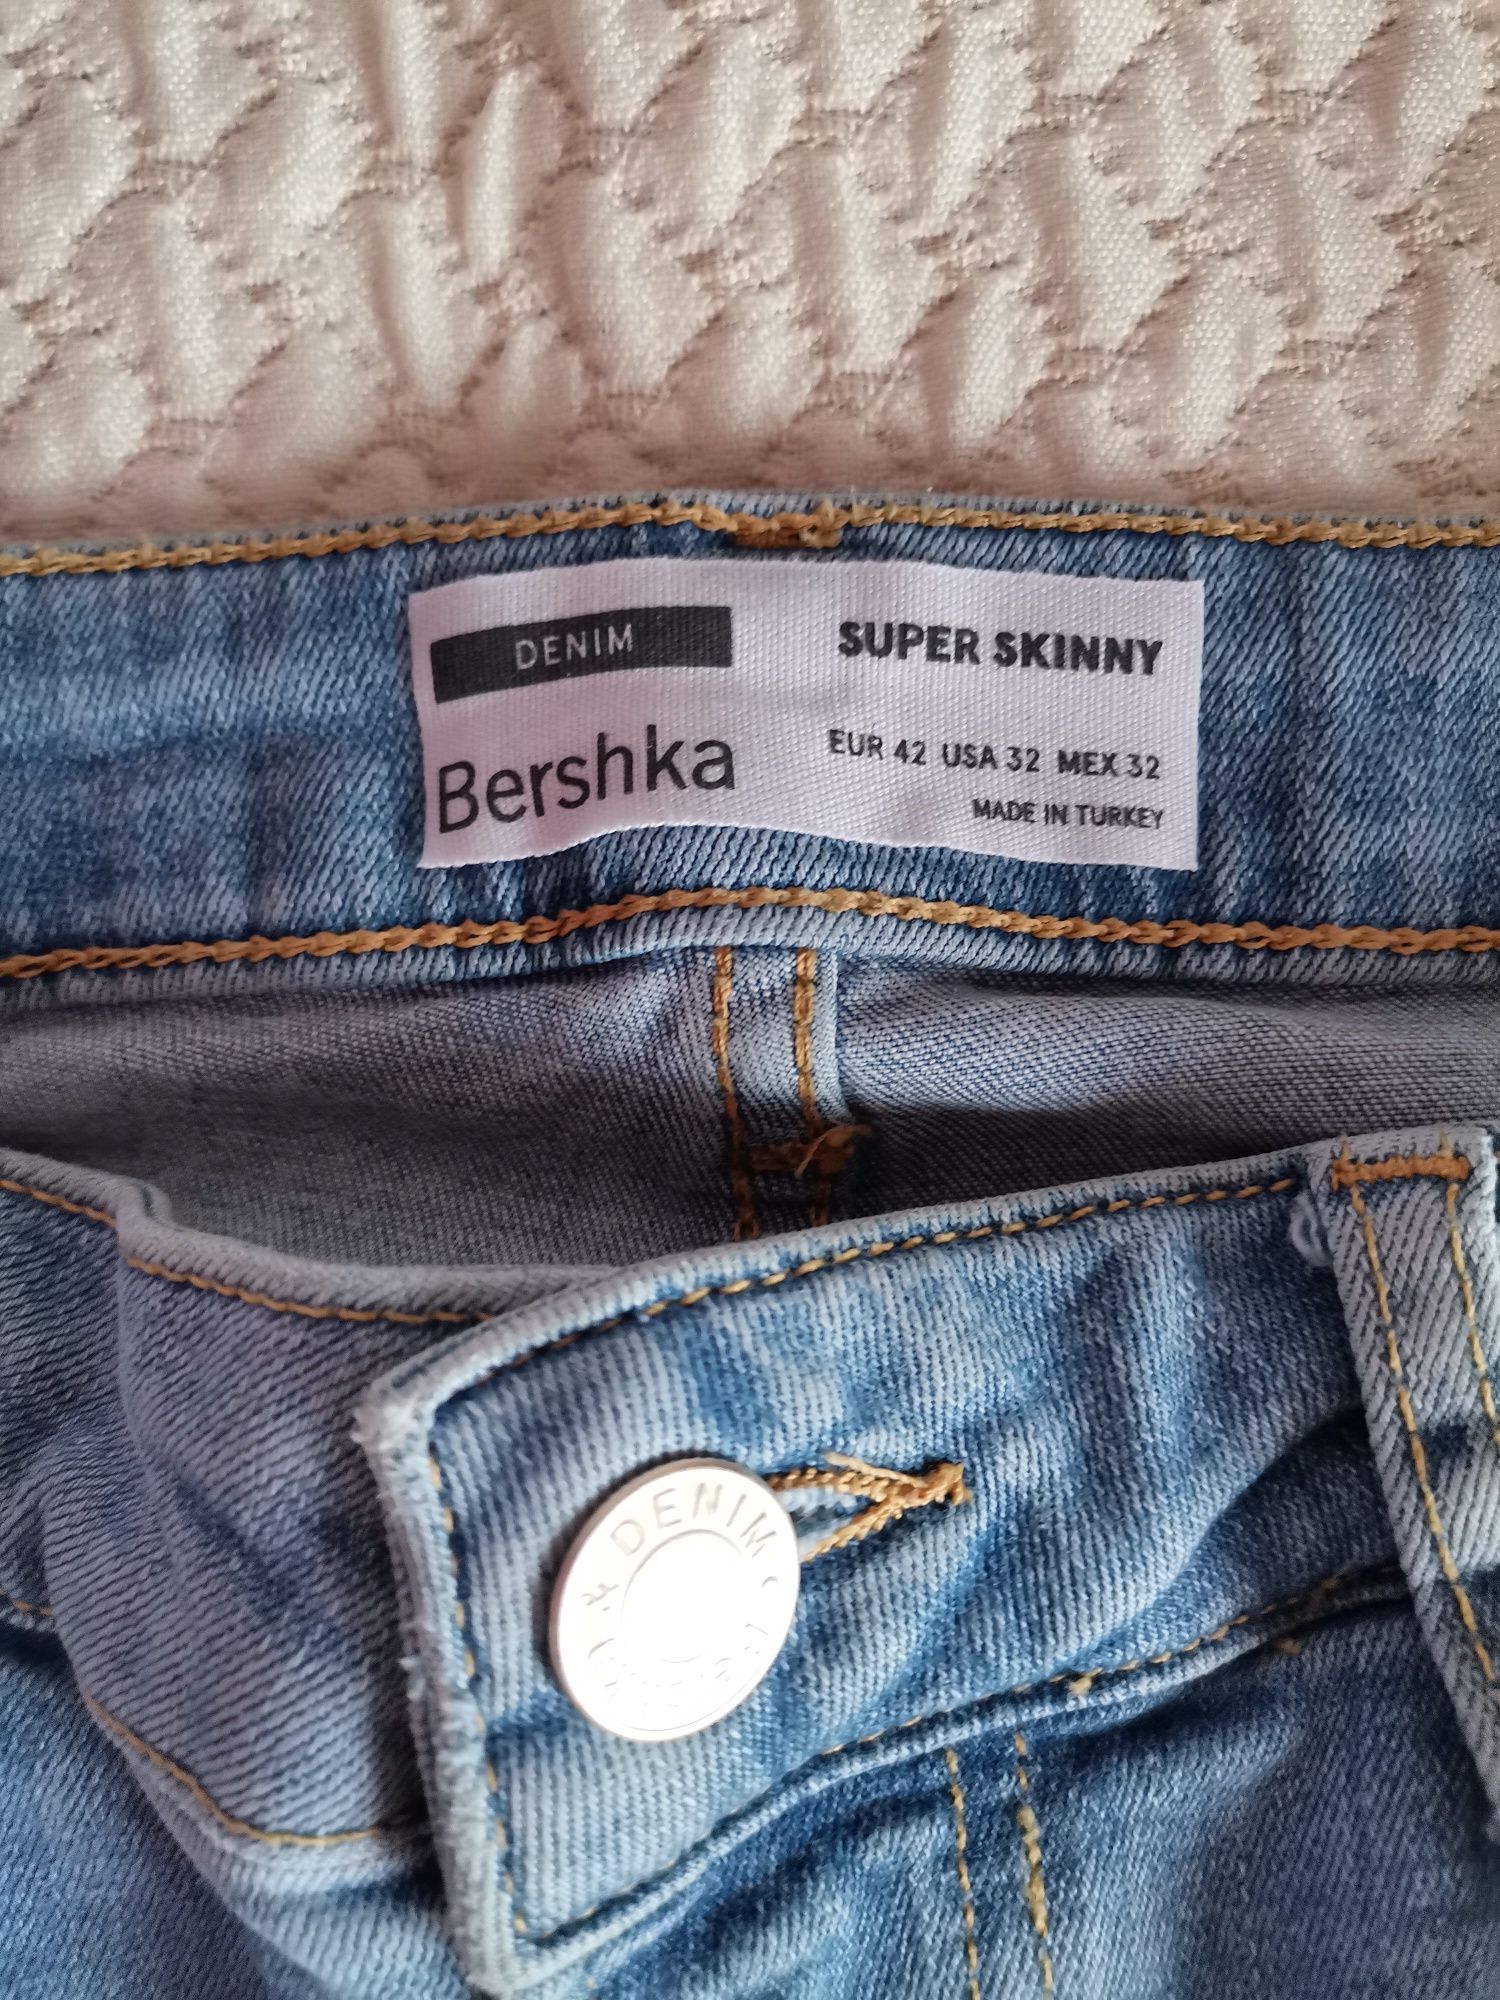 DENIM
Bershka
SUPER SKINNY
EUR 42 USA 32 MEX 32
MADE IN TURKEY
DENIM